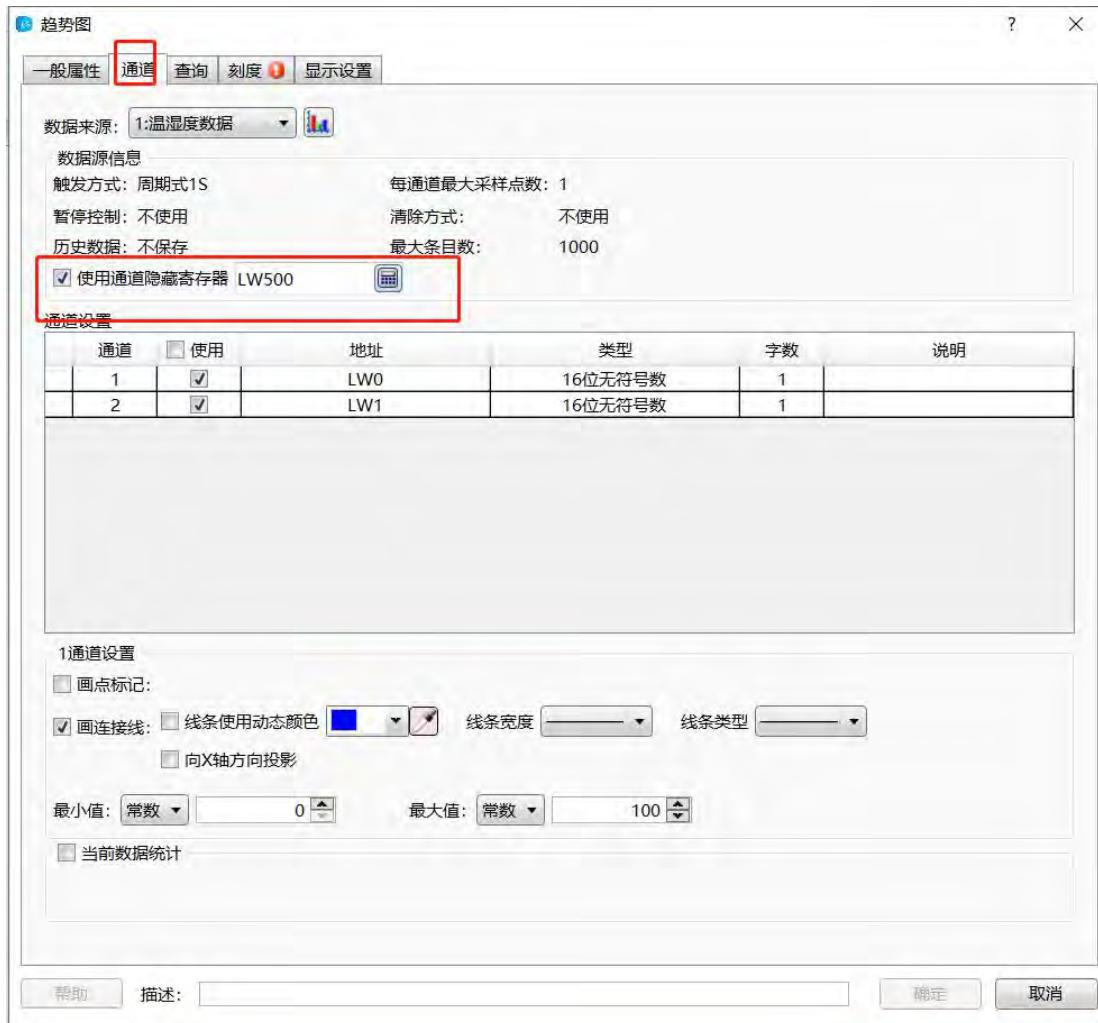 趋势图 ?
一般属性 通道 查询 刻度 显示设置
数据来源: 1:温湿度数据
数据源信息
触发方式: 周期式1S 每通道最大采样点数: 1
暂停控制: 不使用 清除方式: 不使用
历史数据: 不保存 最大条目数: 1000
使用通道隐藏寄存器 LW500
通道设置
通道 使用 地址 类型 字数 说明
1 LW0 16位无符号数 1
2 LW1 16位无符号数 1
1通道设置
画点标记:
画连接线: 线条使用动态颜色 线条宽度 线条类型
向X轴方向投影
最小值: 常数 0 最大值: 常数 100
当前数据统计
帮助 描述: 确定 取消